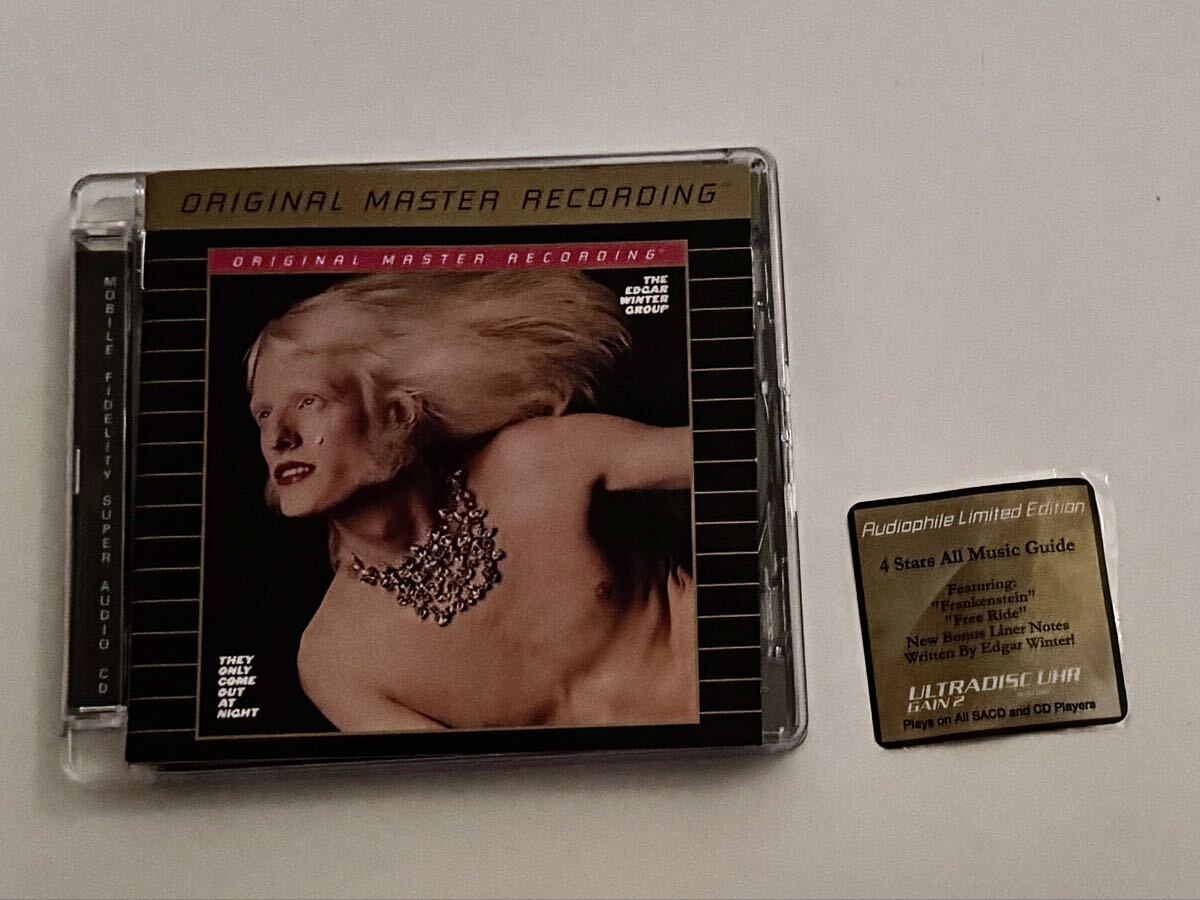 ORIGINAL MASTER RECORDING™
ORIGINAL MASTER RECORDING™
THE
EDGAR
WINTER
GROUP
THEY
ONLY
COME
OUT
AT
NIGHT
MOBILE FIDELITY SUPER AUDIO CD
Audiophile Limited Edition
4 Stars All Music Guide
Featuring:
"Frankenstein"
"Free Ride"
New Bonus Liner Notes
Written By Edgar Winter!
ULTRADISC UHR
GAIN 2
Plays on All SACD and CD Players